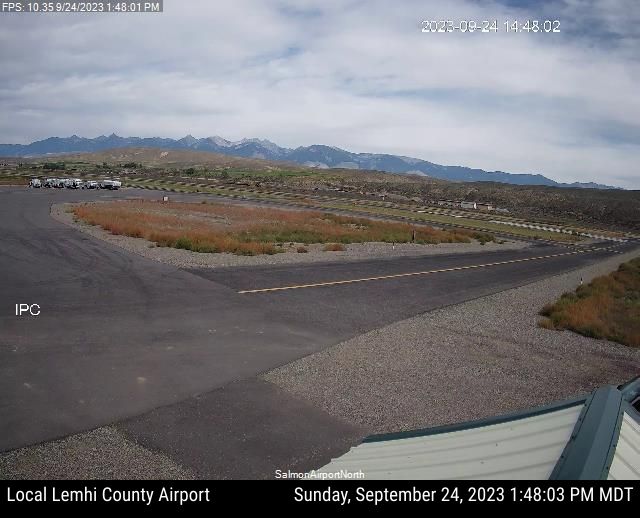 FPS: 10.35 9/24/2023 1:48:01 PM
2023-09-24 14:48:02
IPC
SalmonAirportNorth
Local Lemhi County Airport Sunday, September 24, 2023 1:48:03 PM MDT